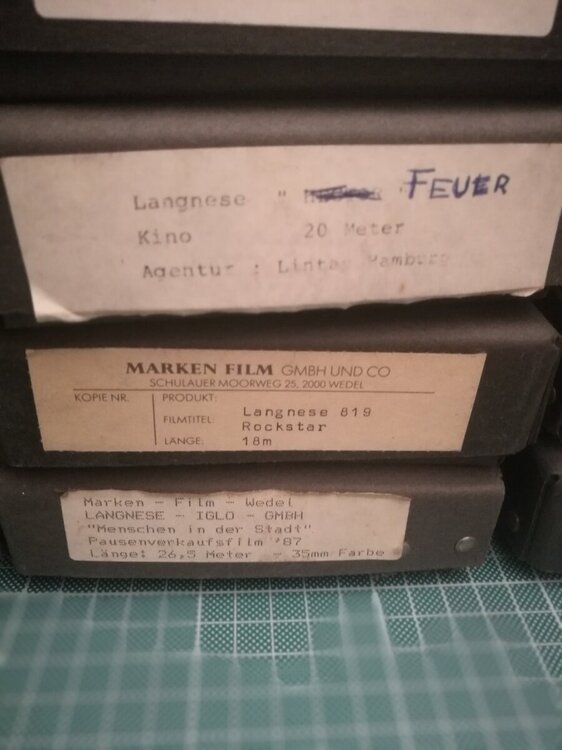 Langnese " FEUER
Kino 20 Meter
Agentur : Lintas Hamburg
MARKEN FILM GMBH UND CO
SCHULAUER MOORWEG 25, 2000 WEDEL
KOPIE NR.
PRODUKT:
FILMTITEL:
Langnese 819
Rockstar
LÄNGE: 18m
Marken - Film - Wedel
LANGNESE - IGLO - GMBH
"Menschen in der Stadt"
Pausenverkaufsfilm '87
Länge: 26,5 Meter - 35mm Farbe